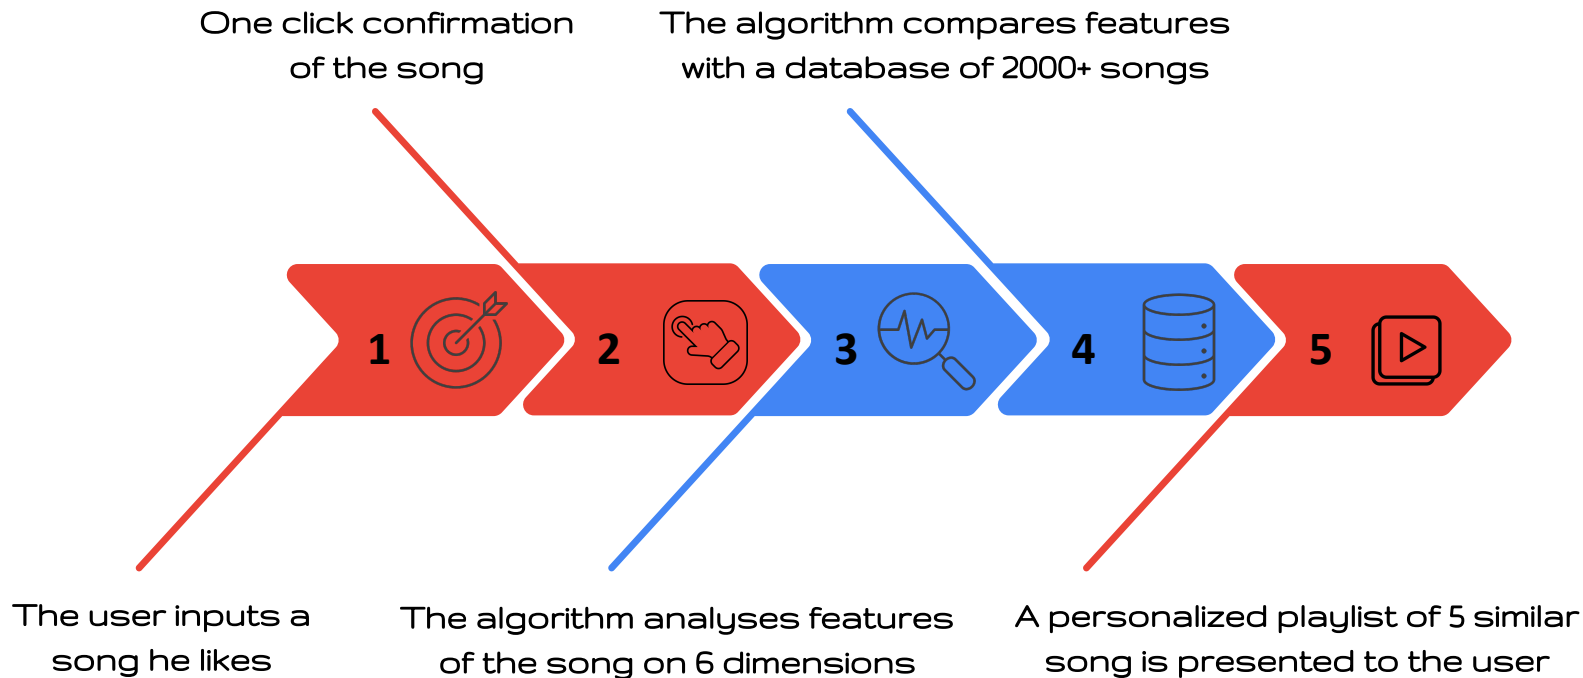 One click confirmation
of the song
The algorithm compares features
with a database of 2000+ songs
1
2
3
4
5
The user inputs a
song he likes
The algorithm analyses features
of the song on 6 dimensions
A personalized playlist of 5 similar
song is presented to the user